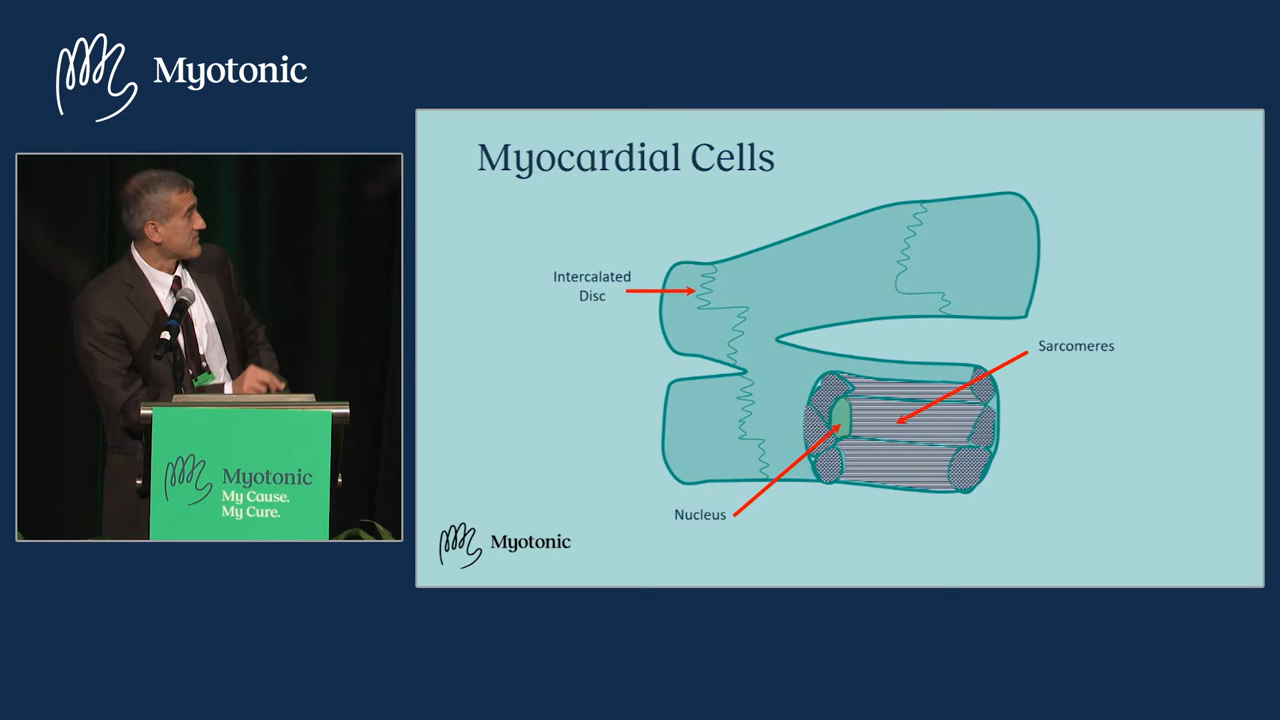 Myotonic
Myocardial Cells
Intercalated
Disc
Sarcomeres
Nucleus
Myotonic
Myotonic
My Cause.
My Cure.